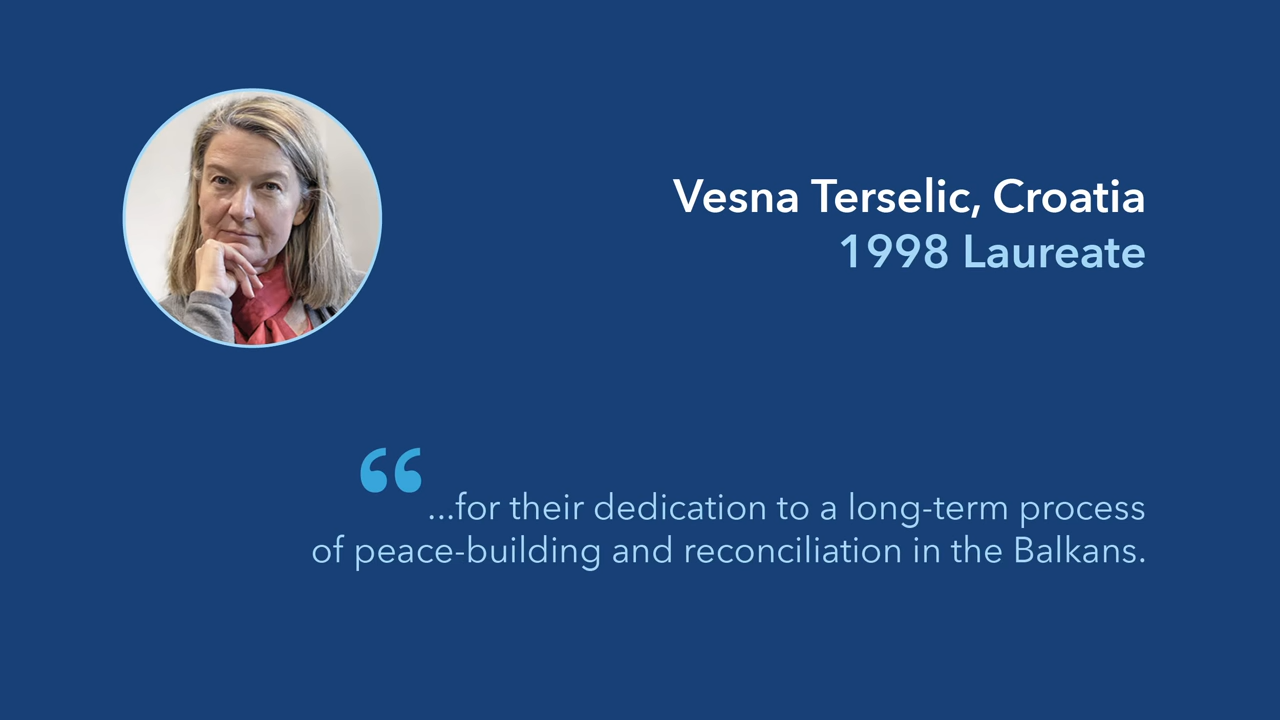 Vesna Terselic, Croatia
1998 Laureate
“...for their dedication to a long-term process
of peace-building and reconciliation in the Balkans.